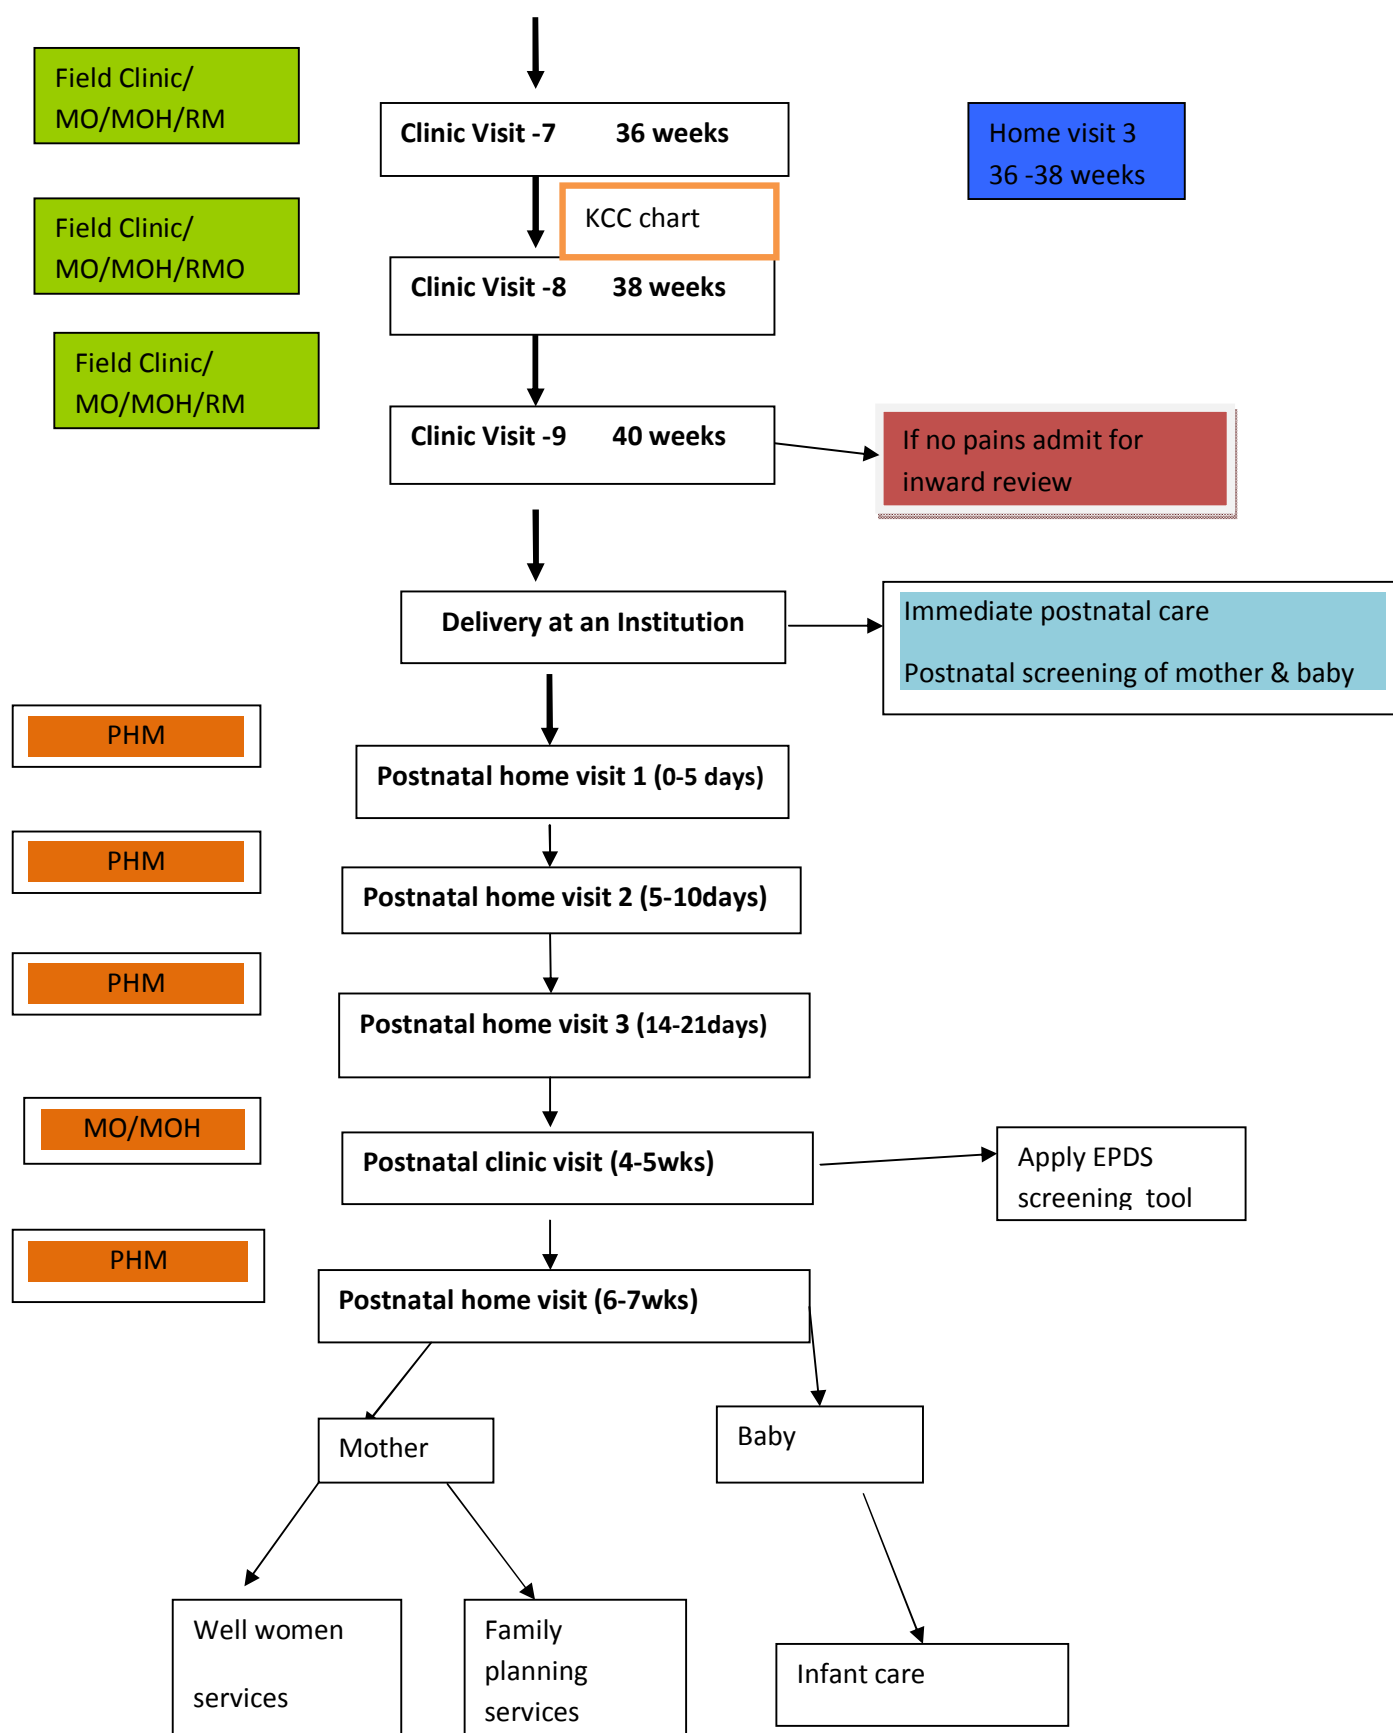 Field Clinic/
MO/MOH/RM
Clinic Visit -7 36 weeks
Home visit 3
36 -38 weeks
KCC chart
Field Clinic/
MO/MOH/RMO
Clinic Visit -8 38 weeks
Field Clinic/
MO/MOH/RM
Clinic Visit -9 40 weeks
If no pains admit for
inward review
Delivery at an Institution
Immediate postnatal care
Postnatal screening of mother & baby
PHM
Postnatal home visit 1 (0-5 days)
PHM
Postnatal home visit 2 (5-10days)
PHM
Postnatal home visit 3 (14-21days)
MO/MOH
Postnatal clinic visit (4-5wks)
Apply EPDS
screening tool
PHM
Postnatal home visit (6-7wks)
Mother
Baby
Well women
services
Family
planning
services
Infant care